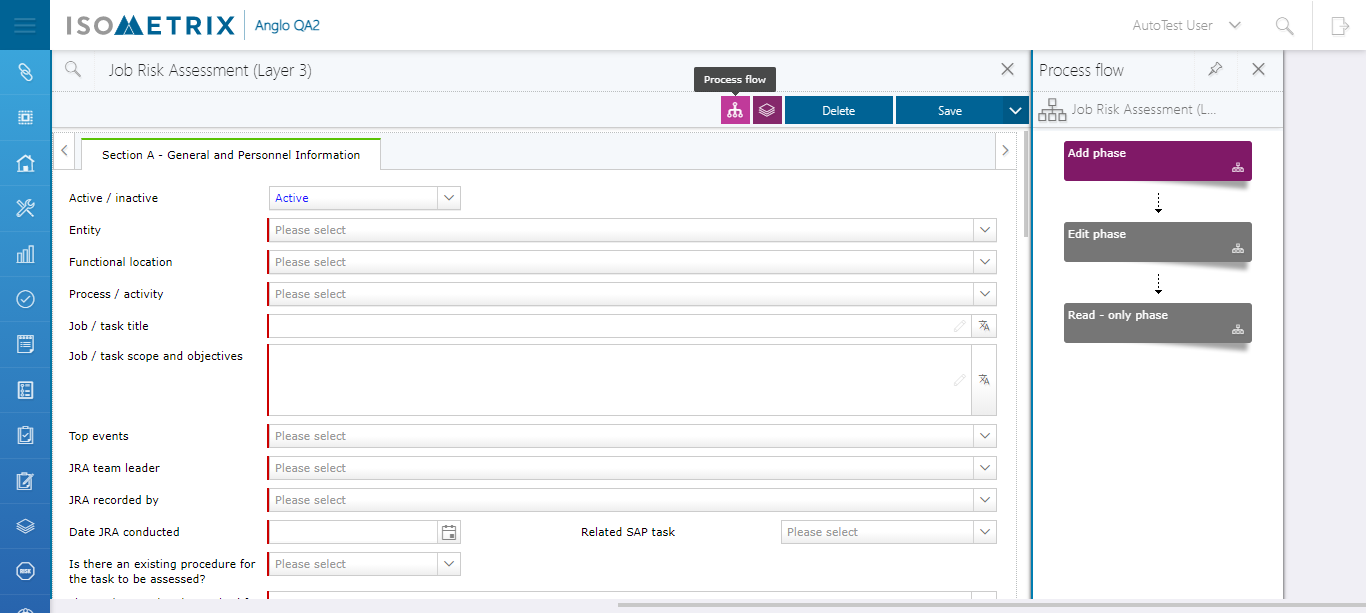 ISOMETRIX Anglo QA2 AutoTest User
Job Risk Assessment (Layer 3)
Process flow
Process flow
Job Risk Assessment (L...
Delete Save
Section A - General and Personnel Information
Add phase
Edit phase
Read - only phase
Active / inactive Active
Entity Please select
Functional location Please select
Process / activity Please select
Job / task title
Job / task scope and objectives
Top events Please select
JRA team leader Please select
JRA recorded by Please select
Date JRA conducted Related SAP task Please select
Is there an existing procedure for Please select
the task to be assessed?